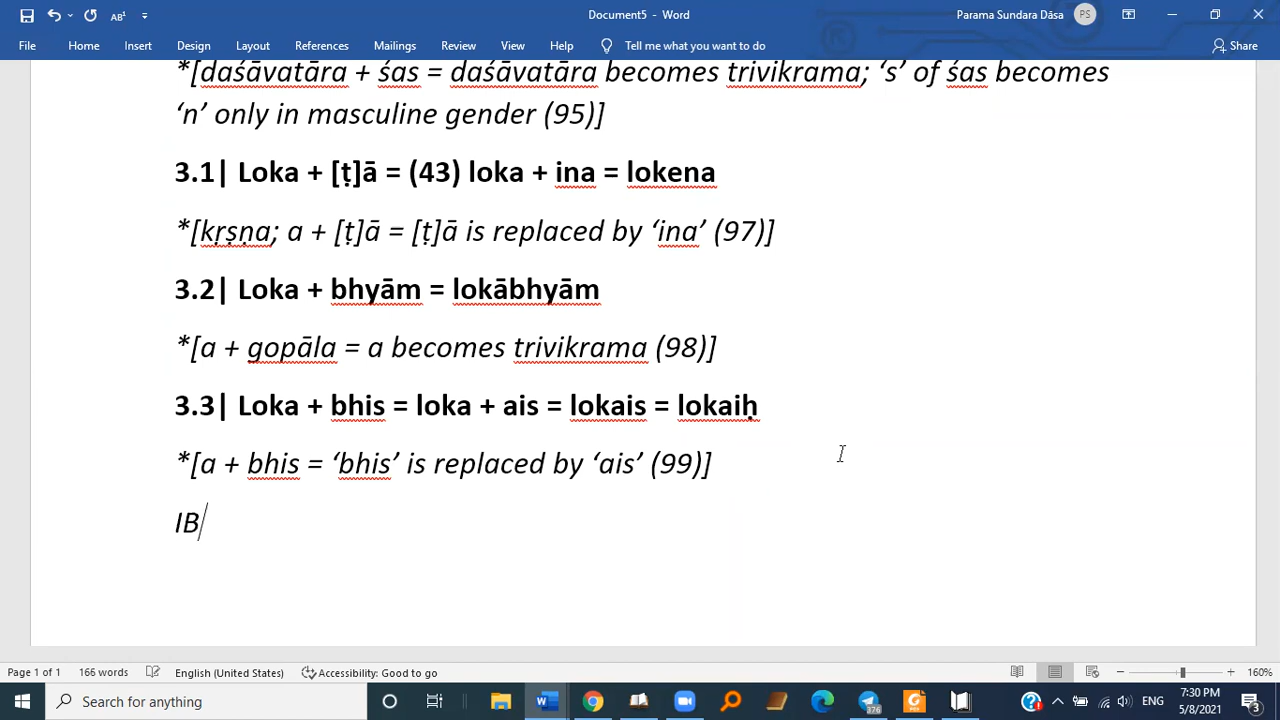 Document5 - Word
Parama Sundara Dāsa PS
File Home Insert Design Layout References Mailings Review View Help Tell me what you want to do Share
*[daśāvatāra + śas = daśāvatāra becomes trivikrama; ‘s’ of śas becomes
‘n’ only in masculine gender (95)]
3.1| Loka + [ṭ]ā = (43) loka + ina = lokena
*[kṛṣṇa; a + [ṭ]ā = [ṭ]ā is replaced by ‘ina’ (97)]
3.2| Loka + bhyām = lokābhyām
*[a + gopāla = a becomes trivikrama (98)]
3.3| Loka + bhis = loka + ais = lokais = lokaiḥ
*[a + bhis = ‘bhis’ is replaced by ‘ais’ (99)]
IB
Page 1 of 1 166 words English (United States) Accessibility: Good to go 160%
Search for anything 376 ENG 7:30 PM
5/8/2021 3